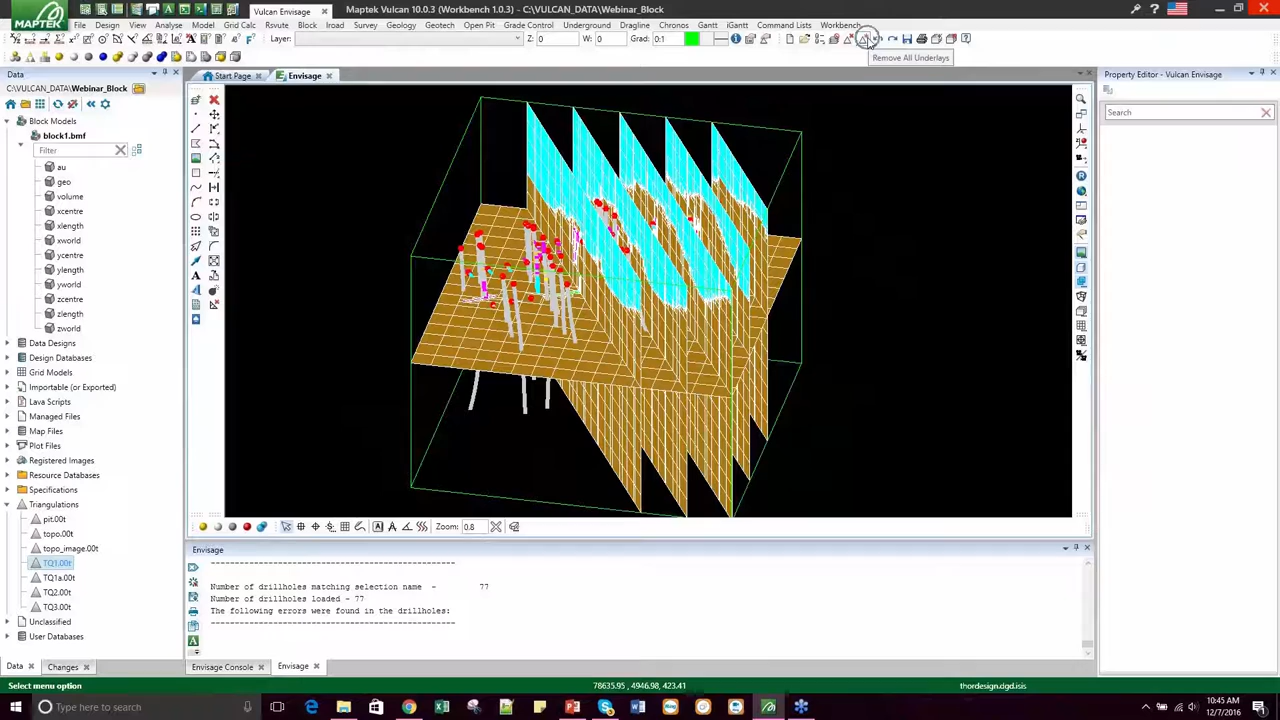 MAPTEK
Vulcan Envisage
Maptek Vulcan 10.0.3 (Workbench 1.0.3) - C:\VULCAN_DATA\Webinar_Block
File Design View Analyse Model Grid Calc Rsvute Block Iroad Survey Geology Geotech Open Pit Grade Control Underground Dragline Chronos Gantt iGantt Command Lists Workbench
Layer: Z: 0 W: 0 Grad: 0:1
Remove All Underlays
Data
C:\VULCAN_DATA\Webinar_Block
Start Page
Envisage
Property Editor - Vulcan Envisage
Search
Block Models
block1.bmf
Filter
au
geo
volume
xcentre
xlength
xworld
ycentre
ylength
yworld
zcentre
zlength
zworld
Data Designs
Design Databases
Grid Models
Importable (or Exported)
Lava Scripts
Managed Files
Map Files
Plot Files
Registered Images
Resource Databases
Specifications
Triangulations
pit.00t
topo.00t
topo_image.00t
TQ1.00t
TQ1a.00t
TQ2.00t
TQ3.00t
Unclassified
User Databases
Zoom: 0.8
Envisage
-------------------------------------------------
Number of drillholes matching selection name - 77
Number of drillholes loaded - 77
The following errors were found in the drillholes:
-------------------------------------------------
Data Changes
Envisage Console Envisage
Select menu option
78635.95 , 4946.98, 423.41
thordesign.dgd.isis
Type here to search
10:45 AM
12/7/2016